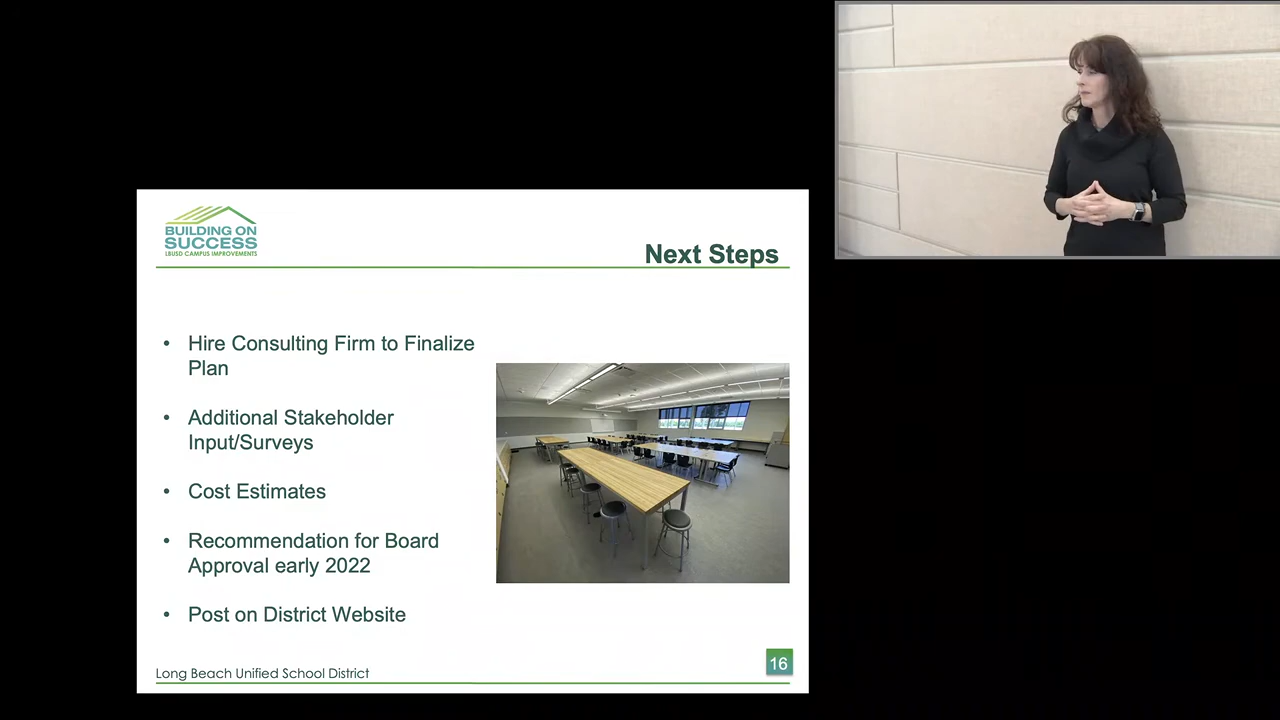 BUILDING ON
SUCCESS
LBUSD CAMPUS IMPROVEMENTS
Next Steps
• Hire Consulting Firm to Finalize
Plan
• Additional Stakeholder
Input/Surveys
• Cost Estimates
• Recommendation for Board
Approval early 2022
• Post on District Website
Long Beach Unified School District
16